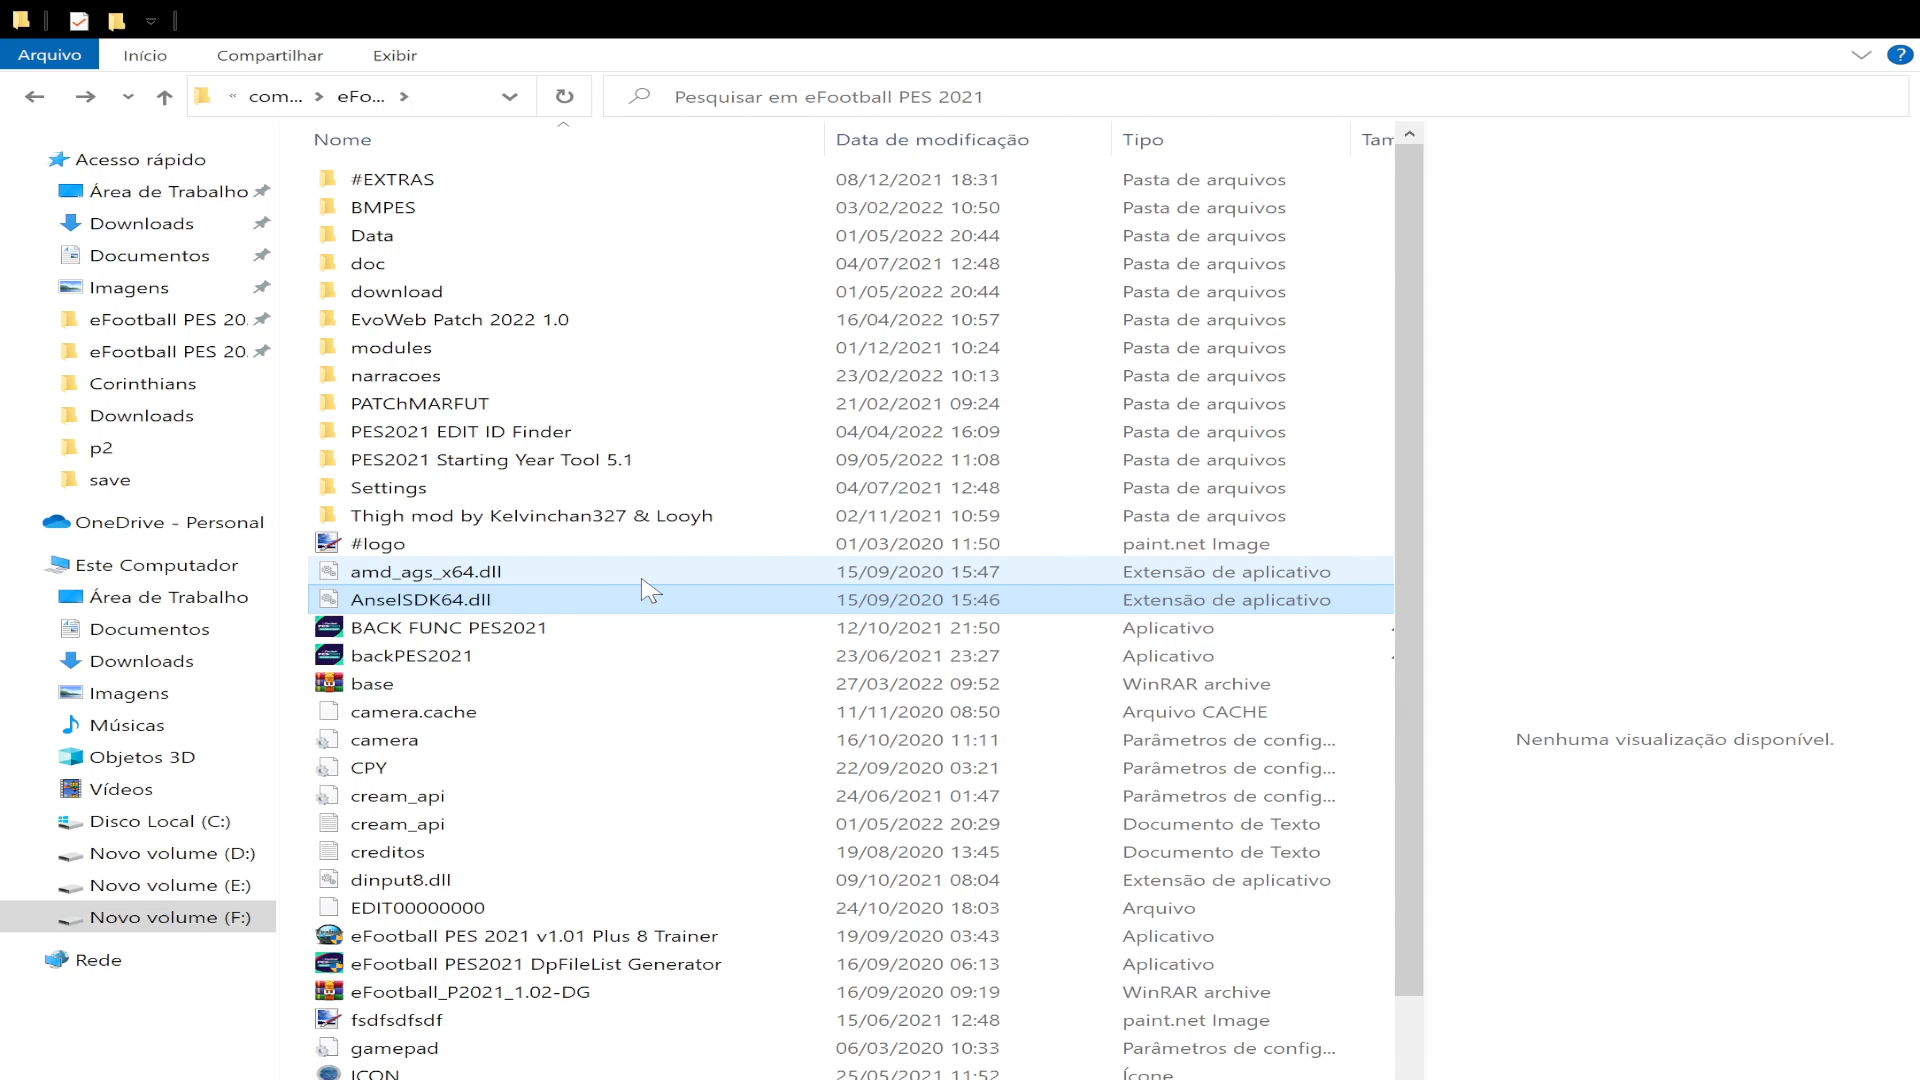 Arquivo Início Compartilhar Exibir ?
« com... > eFo... > Pesquisar em eFootball PES 2021
Nome Data de modificação Tipo Tam
Acesso rápido
Área de Trabalho
Downloads
Documentos
Imagens
eFootball PES 20.
eFootball PES 20.
Corinthians
Downloads
p2
save
OneDrive - Personal
Este Computador
Área de Trabalho
Documentos
Downloads
Imagens
Músicas
Objetos 3D
Vídeos
Disco Local (C:)
Novo volume (D:)
Novo volume (E:)
Novo volume (F:)
Rede
#EXTRAS 08/12/2021 18:31 Pasta de arquivos
BMPES 03/02/2022 10:50 Pasta de arquivos
Data 01/05/2022 20:44 Pasta de arquivos
doc 04/07/2021 12:48 Pasta de arquivos
download 01/05/2022 20:44 Pasta de arquivos
EvoWeb Patch 2022 1.0 16/04/2022 10:57 Pasta de arquivos
modules 01/12/2021 10:24 Pasta de arquivos
narracoes 23/02/2022 10:13 Pasta de arquivos
PATChMARFUT 21/02/2021 09:24 Pasta de arquivos
PES2021 EDIT ID Finder 04/04/2022 16:09 Pasta de arquivos
PES2021 Starting Year Tool 5.1 09/05/2022 11:08 Pasta de arquivos
Settings 04/07/2021 12:48 Pasta de arquivos
Thigh mod by Kelvinchan327 & Looyh 02/11/2021 10:59 Pasta de arquivos
#logo 01/03/2020 11:50 paint.net Image
amd_ags_x64.dll 15/09/2020 15:47 Extensão de aplicativo
AnselSDK64.dll 15/09/2020 15:46 Extensão de aplicativo
BACK FUNC PES2021 12/10/2021 21:50 Aplicativo
backPES2021 23/06/2021 23:27 Aplicativo
base 27/03/2022 09:52 WinRAR archive
camera.cache 11/11/2020 08:50 Arquivo CACHE
camera 16/10/2020 11:11 Parâmetros de config...
CPY 22/09/2020 03:21 Parâmetros de config...
cream_api 24/06/2021 01:47 Parâmetros de config...
cream_api 01/05/2022 20:29 Documento de Texto
creditos 19/08/2020 13:45 Documento de Texto
dinput8.dll 09/10/2021 08:04 Extensão de aplicativo
EDIT00000000 24/10/2020 18:03 Arquivo
eFootball PES 2021 v1.01 Plus 8 Trainer 19/09/2020 03:43 Aplicativo
eFootball PES2021 DpFileList Generator 16/09/2020 06:13 Aplicativo
eFootball_P2021_1.02-DG 16/09/2020 09:19 WinRAR archive
fsdfsdfsdf 15/06/2021 12:48 paint.net Image
gamepad 06/03/2020 10:33 Parâmetros de config...
ICON 25/05/2021 11:52 Ícone
Nenhuma visualização disponível.